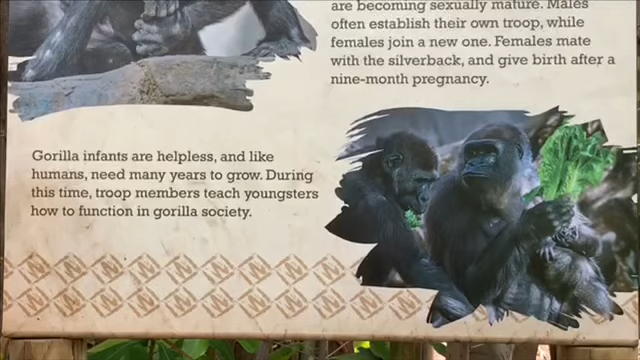 are becoming sexually mature. Males
often establish their own troop, while
females join a new one. Females mate
with the silverback, and give birth after a
nine-month pregnancy.
Gorilla infants are helpless, and like
humans, need many years to grow. During
this time, troop members teach youngsters
how to function in gorilla society.